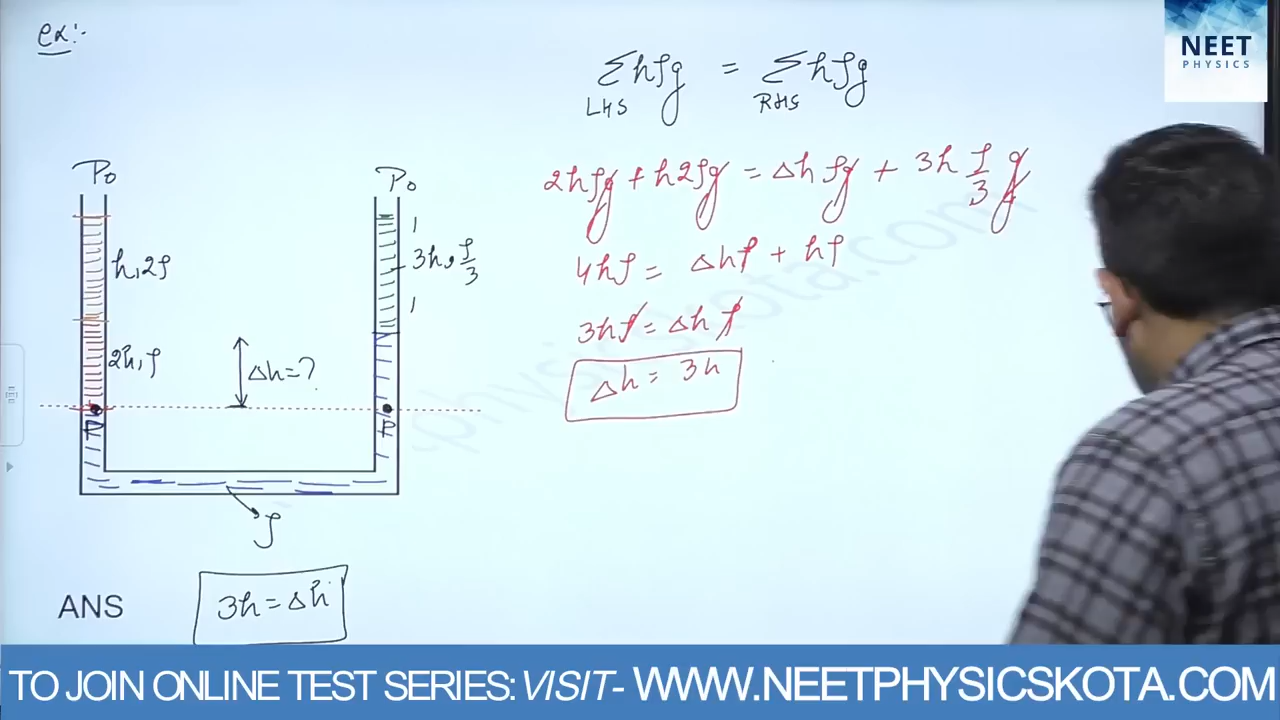 ex:-
NEET
PHYSICS
Σhρg = Σhρg
LHS RHS
P₀
P₀
2hρg + h2ρg = Δhρg + 3h ρ/3 g
4hρ = Δhρ + hρ
3hρ = Δhρ
Δh = 3h
h,2ρ
3h, ρ/3
2h,ρ
Δh=?
P
P
ρ
ANS
3h = Δh
physicskota.com
TO JOIN ONLINE TEST SERIES: VISIT- WWW.NEETPHYSICSKOTA.COM